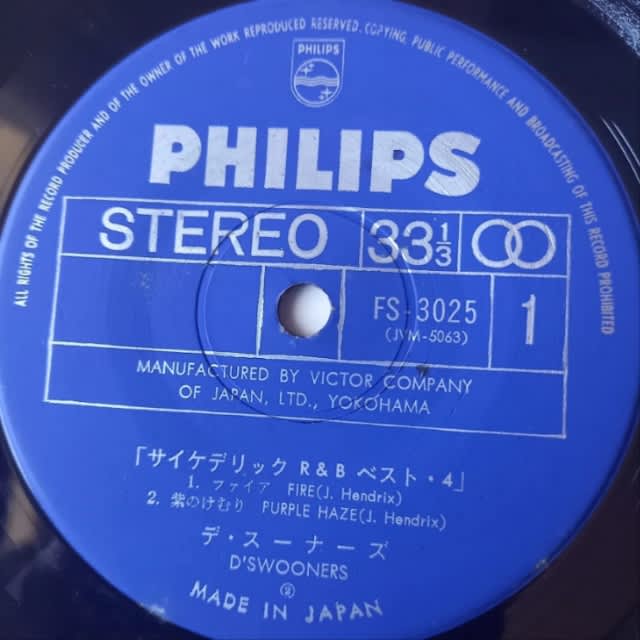 ALL RIGHTS OF THE RECORD PRODUCER AND OF THE OWNER OF THE WORK REPRODUCED RESERVED. COPYING, PUBLIC PERFORMANCE AND BROADCASTING OF THIS RECORD PROHIBITED
PHILIPS
PHILIPS
STEREO 33 1/3
FS-3025 1
(JVM-5063)
MANUFACTURED BY VICTOR COMPANY
OF JAPAN, LTD., YOKOHAMA
「サイケデリック R&B ベスト・4」
1. ファイア FIRE(J. Hendrix)
2. 紫のけむり PURPLE HAZE(J. Hendrix)
デ・スーナーズ
D'SWOONERS
MADE IN JAPAN